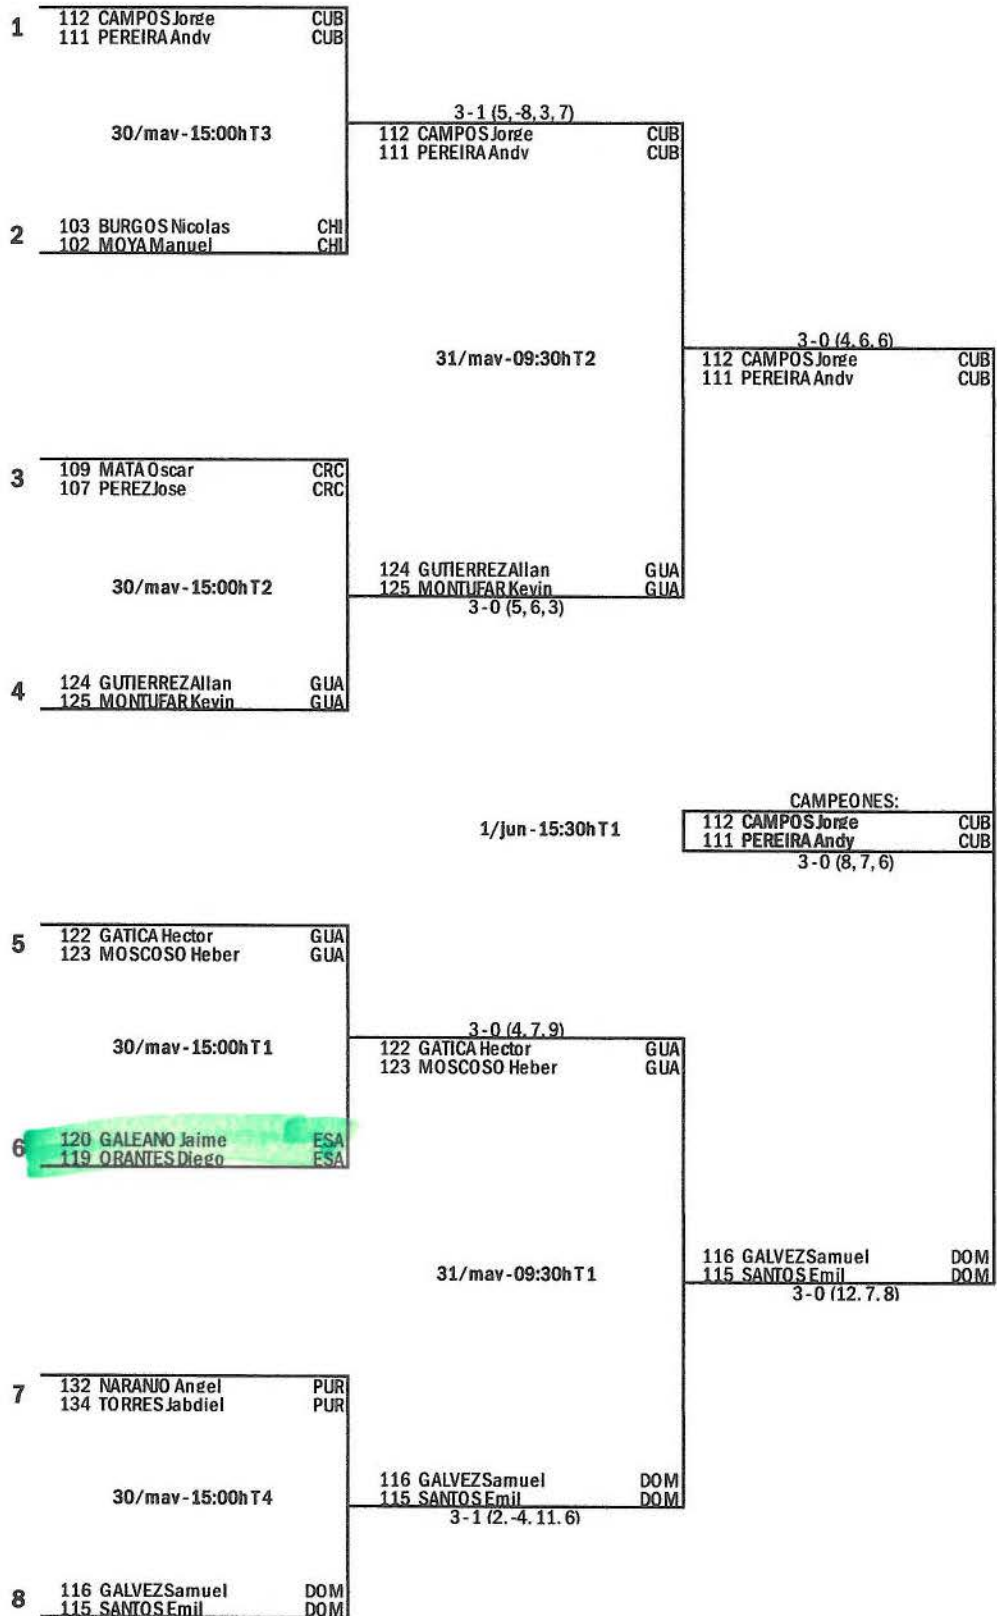 1 112 CAMPOS Jorge CUB
111 PEREIRA Andy CUB
30/may-15:00h T3
2 103 BURGOS Nicolas CHI
102 MOYA Manuel CHI
3-1 (5,-8,3,7)
112 CAMPOS Jorge CUB
111 PEREIRA Andy CUB
31/may-09:30h T2
3-0 (4,6,6)
112 CAMPOS Jorge CUB
111 PEREIRA Andy CUB
3 109 MATA Oscar CRC
107 PEREZ Jose CRC
30/may-15:00h T2
124 GUTIERREZ Allan GUA
125 MONTUFAR Kevin GUA
3-0 (5,6,3)
4 124 GUTIERREZ Allan GUA
125 MONTUFAR Kevin GUA
1/jun-15:30h T1
CAMPEONES:
112 CAMPOS Jorge CUB
111 PEREIRA Andy CUB
3-0 (8,7,6)
5 122 GATICA Hector GUA
123 MOSCOSO Heber GUA
30/may-15:00h T1
3-0 (4,7,9)
122 GATICA Hector GUA
123 MOSCOSO Heber GUA
6 120 GALEANO Jaime ESA
119 ORANTES Diego ESA
31/may-09:30h T1
116 GALVEZ Samuel DOM
115 SANTOS Emil DOM
3-0 (12,7,8)
7 132 NARANJO Angel PUR
134 TORRES Jabdiel PUR
30/may-15:00h T4
116 GALVEZ Samuel DOM
115 SANTOS Emil DOM
3-1 (2,-4,11,6)
8 116 GALVEZ Samuel DOM
115 SANTOS Emil DOM